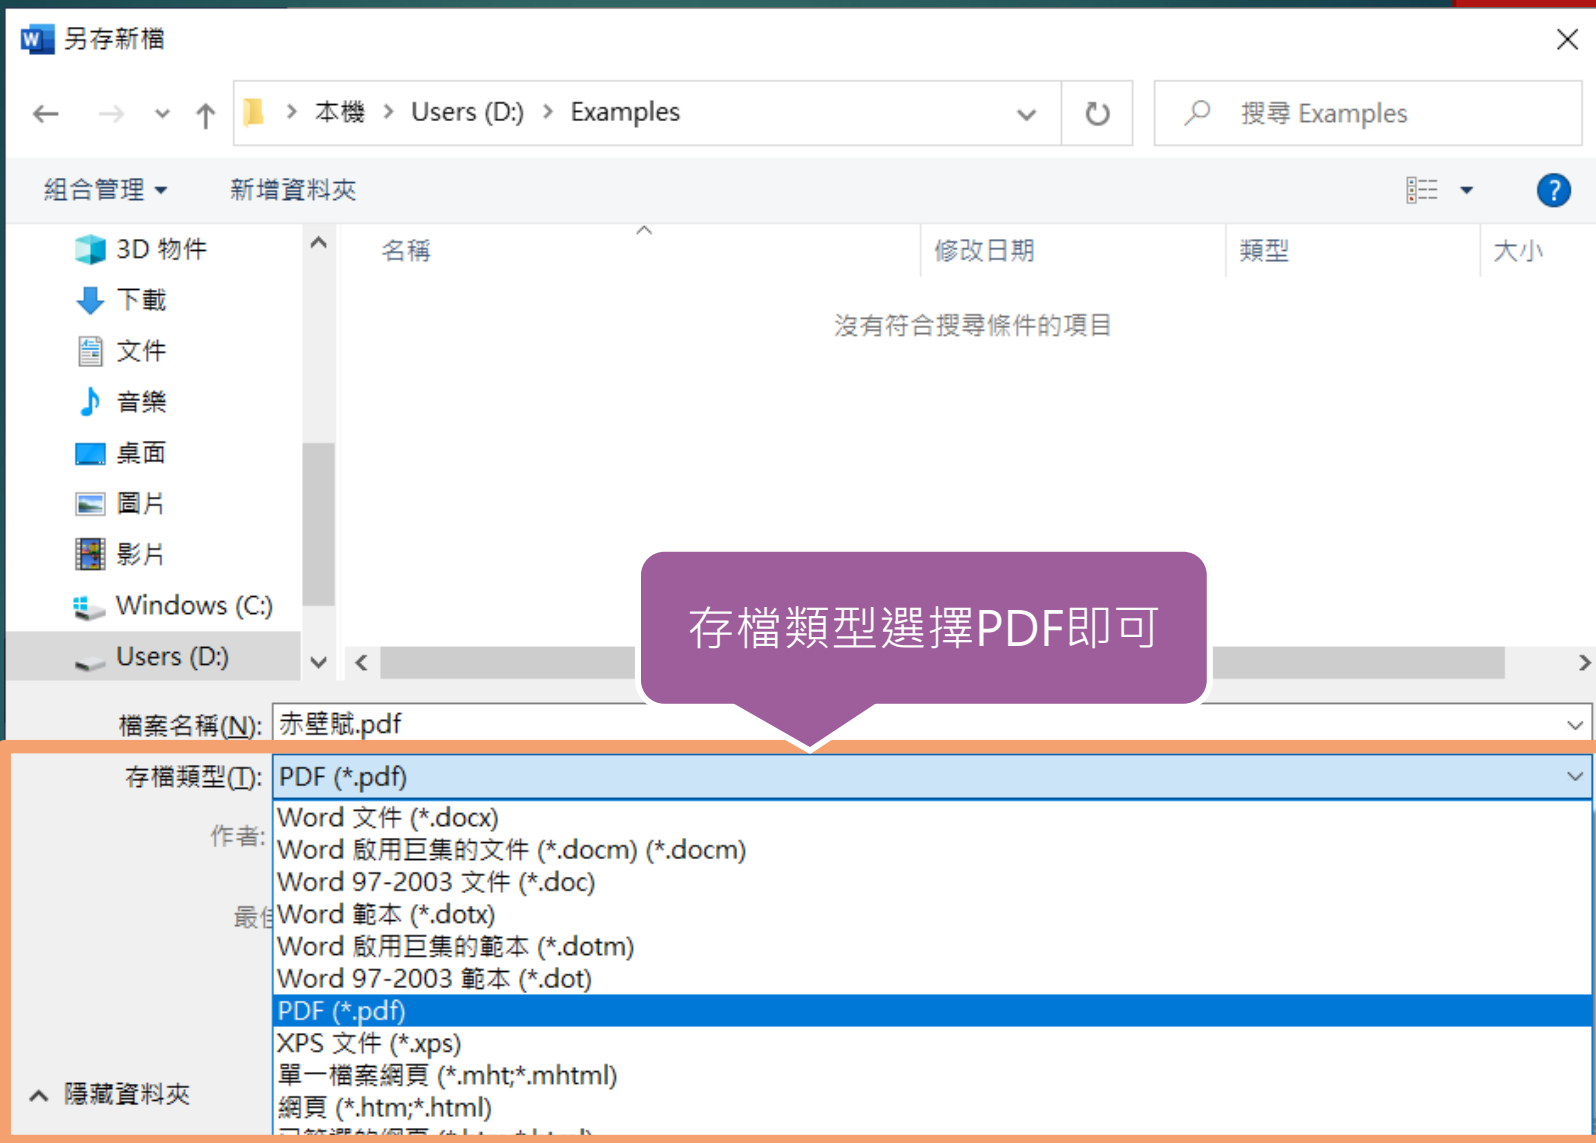 另存新檔
本機 > Users (D:) > Examples
搜尋 Examples
組合管理
新增資料夾
3D 物件
下載
文件
音樂
桌面
圖片
影片
Windows (C:)
Users (D:)
名稱
修改日期
類型
大小
沒有符合搜尋條件的項目
存檔類型選擇PDF即可
檔案名稱(N): 赤壁賦.pdf
存檔類型(T): PDF (*.pdf)
作者:
Word 文件 (*.docx)
Word 啟用巨集的文件 (*.docm) (*.docm)
Word 97-2003 文件 (*.doc)
Word 範本 (*.dotx)
Word 啟用巨集的範本 (*.dotm)
Word 97-2003 範本 (*.dot)
PDF (*.pdf)
XPS 文件 (*.xps)
單一檔案網頁 (*.mht;*.mhtml)
網頁 (*.htm;*.html)
隱藏資料夾